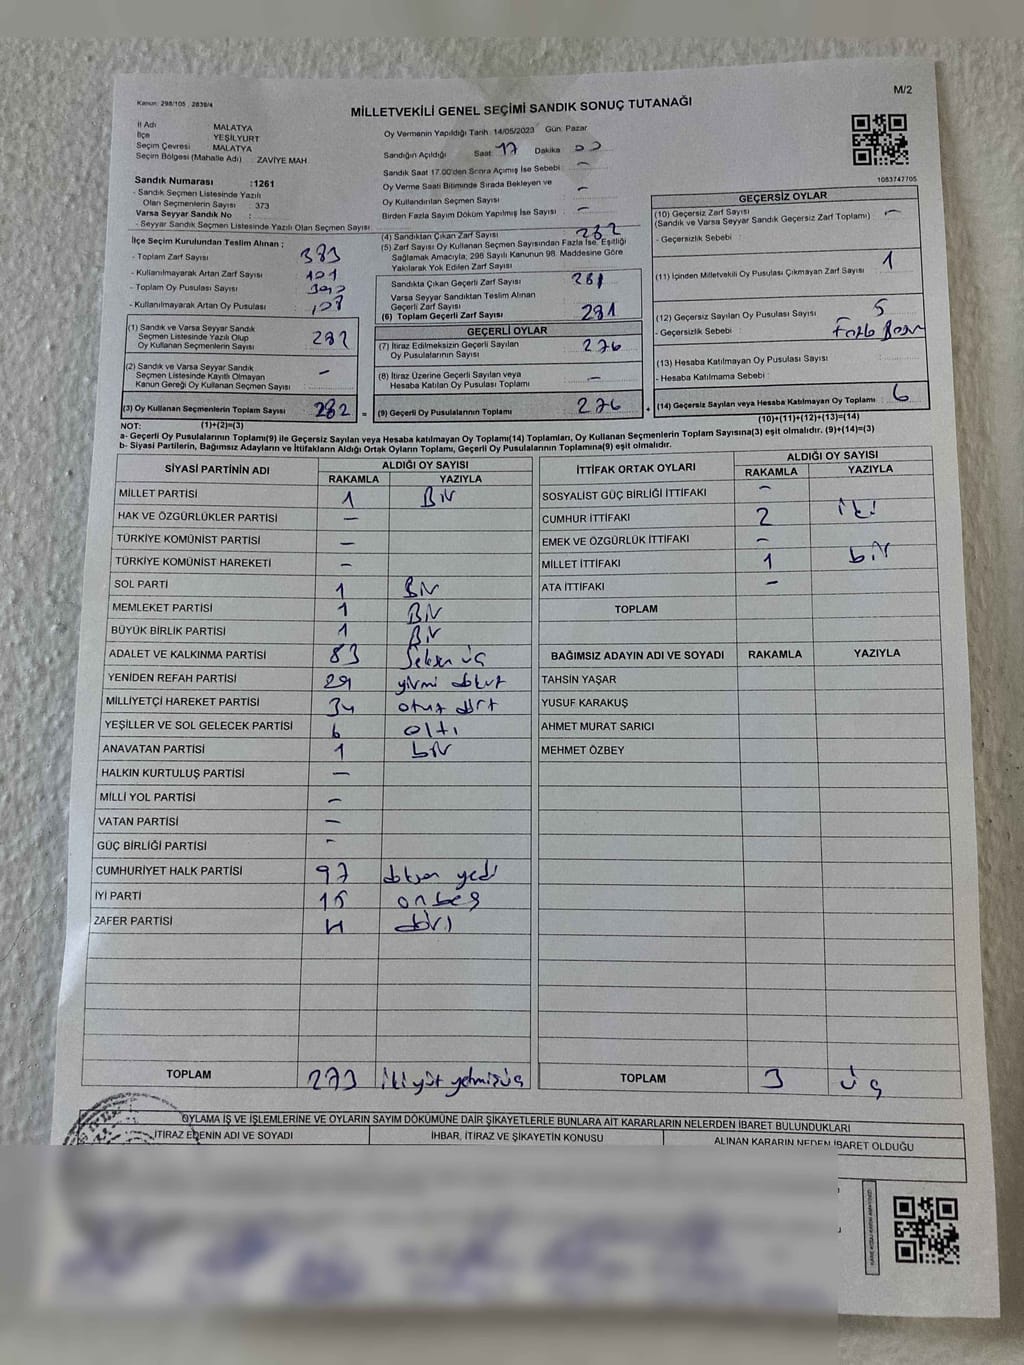 M/2
Kanun: 298/105 , 2839/4
MİLLETVEKİLİ GENEL SEÇİMİ SANDIK SONUÇ TUTANAĞI
İl Adı MALATYA
İlçe YEŞİLYURT
Seçim Çevresi MALATYA
Seçim Bölgesi (Mahalle Adı) : ZAVİYE MAH
Oy Vermenin Yapıldığı Tarih :14/05/2023 Gün: Pazar
Sandığın Açıldığı Saat: 17 Dakika
Sandık Saat 17.00'den Sonra Açılmış İse Sebebi : -
Oy Verme Saati Bitiminde Sırada Bekleyen ve
Oy Kullandırılan Seçmen Sayısı : -
Birden Fazla Sayım Döküm Yapılmış İse Sayısı : -
1083747705
Sandık Numarası :1261
- Sandık Seçmen Listesinde Yazılı
Olan Seçmenlerin Sayısı : 373
Varsa Seyyar Sandık No :
- Seyyar Sandık Seçmen Listesinde Yazılı Olan Seçmen Sayısı :
İlçe Seçim Kurulundan Teslim Alınan ;
- Toplam Zarf Sayısı : 383
- Kullanılmayarak Artan Zarf Sayısı : 101
- Toplam Oy Pusulası Sayısı :
- Kullanılmayarak Artan Oy Pusulası :
(1) Sandık ve Varsa Seyyar Sandık
Seçmen Listesinde Yazılı Olup
Oy Kullanan Seçmenlerin Sayısı : 282
(2) Sandık ve Varsa Seyyar Sandık
Seçmen Listesinde Kayıtlı Olmayan
Kanun Gereği Oy Kullanan Seçmen Sayısı : -
(3) Oy Kullanan Seçmenlerin Toplam Sayısı 282 =
(1)+(2)=(3)
(4) Sandıktan Çıkan Zarf Sayısı : 282
(5) Zarf Sayısı Oy Kullanan Seçmen Sayısından Fazla İse, Eşitliği
Sağlamak Amacıyla, 298 Sayılı Kanunun 98. Maddesine Göre
Yakılarak Yok Edilen Zarf Sayısı :
Sandıkta Çıkan Geçerli Zarf Sayısı : 281
Varsa Seyyar Sandıktan Teslim Alınan
Geçerli Zarf Sayısı :
(6) Toplam Geçerli Zarf Sayısı : 281
GEÇERLİ OYLAR
(7) İtiraz Edilmeksizin Geçerli Sayılan
Oy Pusulalarının Sayısı : 276
(8) İtiraz Üzerine Geçerli Sayılan veya
Hesaba Katılan Oy Pusulası Toplamı : -
(9) Geçerli Oy Pusulalarının Toplamı : 276 +
GEÇERSİZ OYLAR
(10) Geçersiz Zarf Sayısı
(Sandık ve Varsa Seyyar Sandık Geçersiz Zarf Toplamı) : -
- Geçersizlik Sebebi :
(11) İçinden Milletvekili Oy Pusulası Çıkmayan Zarf Sayısı : 1
(12) Geçersiz Sayılan Oy Pusulası Sayısı : 5
- Geçersizlik Sebebi :
(13) Hesaba Katılmayan Oy Pusulası Sayısı :
- Hesaba Katılmama Sebebi :
(14) Geçersiz Sayılan veya Hesaba Katılmayan Oy Toplamı : 6
(10)+(11)+(12)+(13)=(14)
NOT:
a- Geçerli Oy Pusulalarının Toplamı(9) ile Geçersiz Sayılan veya Hesaba katılmayan Oy Toplamı(14) Toplamları, Oy Kullanan Seçmenlerin Toplam Sayısına(3) eşit olmalıdır. (9)+(14)=(3)
b- Siyasi Partilerin, Bağımsız Adayların ve İttifakların Aldığı Ortak Oyların Toplamı, Geçerli Oy Pusulalarının Toplamına(9) eşit olmalıdır.
SİYASİ PARTİNİN ADI ALDIĞI OY SAYISI
RAKAMLA YAZIYLA
MİLLET PARTİSİ 1 Bir
HAK VE ÖZGÜRLÜKLER PARTİSİ -
TÜRKİYE KOMÜNİST PARTİSİ -
TÜRKİYE KOMÜNİST HAREKETİ -
SOL PARTİ 1 Bir
MEMLEKET PARTİSİ 1 Bir
BÜYÜK BİRLİK PARTİSİ 1 Bir
ADALET VE KALKINMA PARTİSİ 83 Seksen üç
YENİDEN REFAH PARTİSİ 29 yirmi dokuz
MİLLİYETÇİ HAREKET PARTİSİ 34 otuz dört
YEŞİLLER VE SOL GELECEK PARTİSİ 6 altı
ANAVATAN PARTİSİ 1 bir
HALKIN KURTULUŞ PARTİSİ -
MİLLİ YOL PARTİSİ -
VATAN PARTİSİ -
GÜÇ BİRLİĞİ PARTİSİ -
CUMHURİYET HALK PARTİSİ 97 doksan yedi
İYİ PARTİ 15 onbeş
ZAFER PARTİSİ 4 dört
TOPLAM 273 ikiyüz yetmişüç
İTTİFAK ORTAK OYLARI ALDIĞI OY SAYISI
RAKAMLA YAZIYLA
SOSYALİST GÜÇ BİRLİĞİ İTTİFAKI -
CUMHUR İTTİFAKI 2 iki
EMEK VE ÖZGÜRLÜK İTTİFAKI -
MİLLET İTTİFAKI 1 bir
ATA İTTİFAKI -
TOPLAM
BAĞIMSIZ ADAYIN ADI VE SOYADI RAKAMLA YAZIYLA
TAHSİN YAŞAR
YUSUF KARAKUŞ
AHMET MURAT SARICI
MEHMET ÖZBEY
TOPLAM 3 üç
OYLAMA İŞ VE İŞLEMLERİNE VE OYLARIN SAYIM DÖKÜMÜNE DAİR ŞİKAYETLERLE BUNLARA AİT KARARLARIN NELERDEN İBARET BULUNDUKLARI
İTİRAZ EDENİN ADI VE SOYADI İHBAR, İTİRAZ VE ŞİKAYETİN KONUSU ALINAN KARARIN NEDEN İBARET OLDUĞU